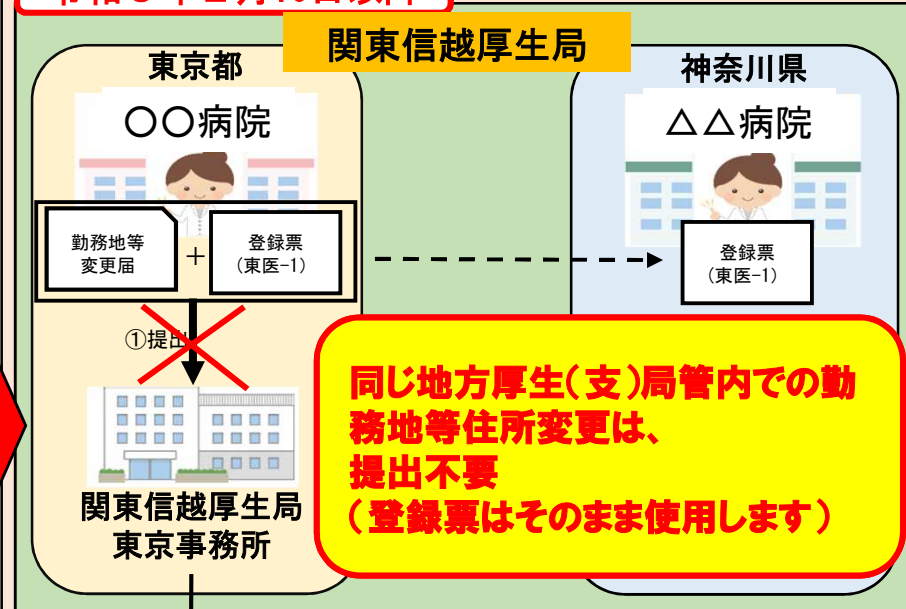 関東信越厚生局
東京都
神奈川県
〇〇病院
△△病院
勤務地等
変更届
+
登録票
(東医-1)
登録票
(東医-1)
①提出
同じ地方厚生(支)局管内での勤
務地等住所変更は、
提出不要
(登録票はそのまま使用します)
関東信越厚生局
東京事務所